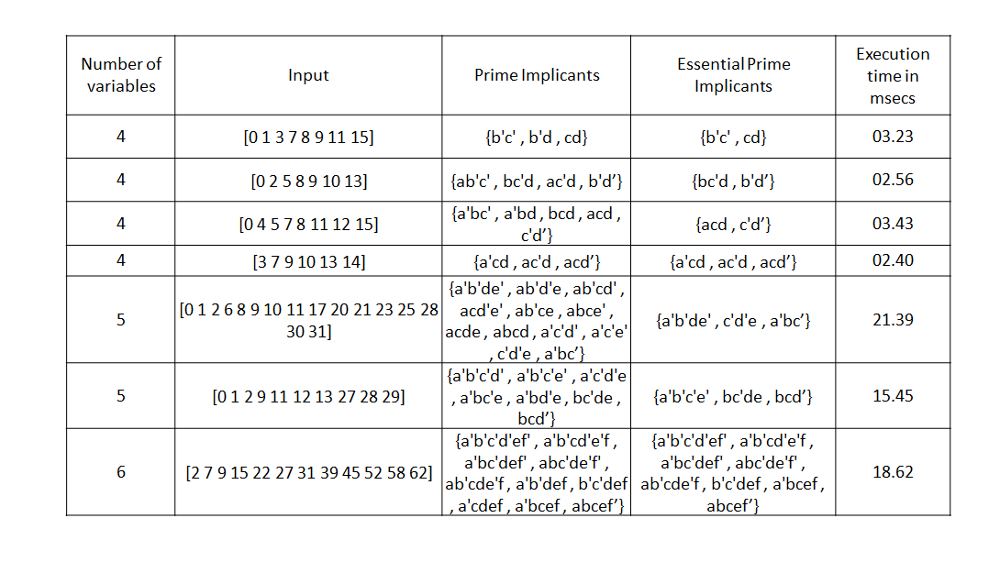 Number of variables
Input
Prime Implicants
Essential Prime Implicants
Execution time in msecs
4
[0 1 3 7 8 9 11 15]
{b'c' , b'd , cd}
{b'c' , cd}
03.23
4
[0 2 5 8 9 10 13]
{ab'c' , bc'd , ac'd , b'd’}
{bc'd , b'd’}
02.56
4
[0 4 5 7 8 11 12 15]
{a'bc' , a'bd , bcd , acd ,
c'd’}
{acd , c'd’}
03.43
4
[3 7 9 10 13 14]
{a'cd , ac'd , acd’}
{a'cd , ac'd , acd’}
02.40
5
[0 1 2 6 8 9 10 11 17 20 21 23 25 28
30 31]
{a'b'de' , ab'd'e , ab'cd' ,
acd'e' , ab'ce , abce' ,
acde , abcd , a'c'd' , a'c'e'
, c'd'e , a'bc’}
{a'b'de' , c'd'e , a'bc’}
21.39
5
[0 1 2 9 11 12 13 27 28 29]
{a'b'c'd' , a'b'c'e' , a'c'd'e
, a'bc'e , a'bd'e , bc'de ,
bcd’}
{a'b'c'e' , bc'de , bcd’}
15.45
6
[2 7 9 15 22 27 31 39 45 52 58 62]
{a'b'c'd'ef' , a'b'cd'e'f ,
a'bc'def' , abc'de'f' ,
ab'cde'f , a'b'def , b'c'def
, a'cdef , a'bcef , abcef’}
{a'b'c'd'ef' , a'b'cd'e'f ,
a'bc'def' , abc'de'f' ,
ab'cde'f , b'c'def , a'bcef ,
abcef’}
18.62